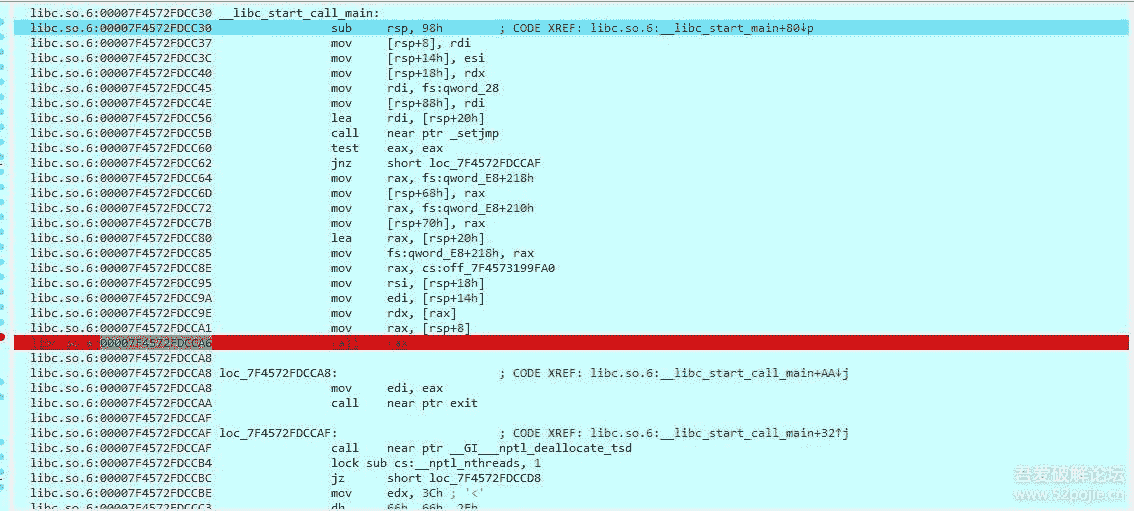 libc.so.6:00007F4572FDCC30 __libc_start_call_main:
libc.so.6:00007F4572FDCC30 sub rsp, 98h ; CODE XREF: libc.so.6:__libc_start_main+80↓p
libc.so.6:00007F4572FDCC37 mov [rsp+8], rdi
libc.so.6:00007F4572FDCC3C mov [rsp+14h], esi
libc.so.6:00007F4572FDCC40 mov [rsp+18h], rdx
libc.so.6:00007F4572FDCC45 mov rdi, fs:qword_28
libc.so.6:00007F4572FDCC4E mov [rsp+88h], rdi
libc.so.6:00007F4572FDCC56 lea rdi, [rsp+20h]
libc.so.6:00007F4572FDCC5B call near ptr _setjmp
libc.so.6:00007F4572FDCC60 test eax, eax
libc.so.6:00007F4572FDCC62 jnz short loc_7F4572FDCCAF
libc.so.6:00007F4572FDCC64 mov rax, fs:qword_E8+218h
libc.so.6:00007F4572FDCC6D mov [rsp+68h], rax
libc.so.6:00007F4572FDCC72 mov rax, fs:qword_E8+210h
libc.so.6:00007F4572FDCC7B mov [rsp+70h], rax
libc.so.6:00007F4572FDCC80 lea rax, [rsp+20h]
libc.so.6:00007F4572FDCC85 mov fs:qword_E8+218h, rax
libc.so.6:00007F4572FDCC8E mov rax, cs:off_7F4573199FA0
libc.so.6:00007F4572FDCC95 mov rsi, [rsp+18h]
libc.so.6:00007F4572FDCC9A mov edi, [rsp+14h]
libc.so.6:00007F4572FDCC9E mov rdx, [rax]
libc.so.6:00007F4572FDCCA1 mov rax, [rsp+8]
00007F4572FDCCA6
libc.so.6:00007F4572FDCCA8
libc.so.6:00007F4572FDCCA8 loc_7F4572FDCCA8: ; CODE XREF: libc.so.6:__libc_start_call_main+AA↓j
libc.so.6:00007F4572FDCCA8 mov edi, eax
libc.so.6:00007F4572FDCCAA call near ptr exit
libc.so.6:00007F4572FDCCAF
libc.so.6:00007F4572FDCCAF loc_7F4572FDCCAF: ; CODE XREF: libc.so.6:__libc_start_call_main+32↑j
libc.so.6:00007F4572FDCCAF call near ptr __GI___nptl_deallocate_tsd
libc.so.6:00007F4572FDCCB4 lock sub cs:__nptl_nthreads, 1
libc.so.6:00007F4572FDCCBC jz short loc_7F4572FDCCD8
libc.so.6:00007F4572FDCCBE mov edx, 3Ch ; '<'
libc.so.6:00007F4572FDCCC3 db 66h, 66h, 2Eh
吾爱破解论坛
www.52pojie.cn